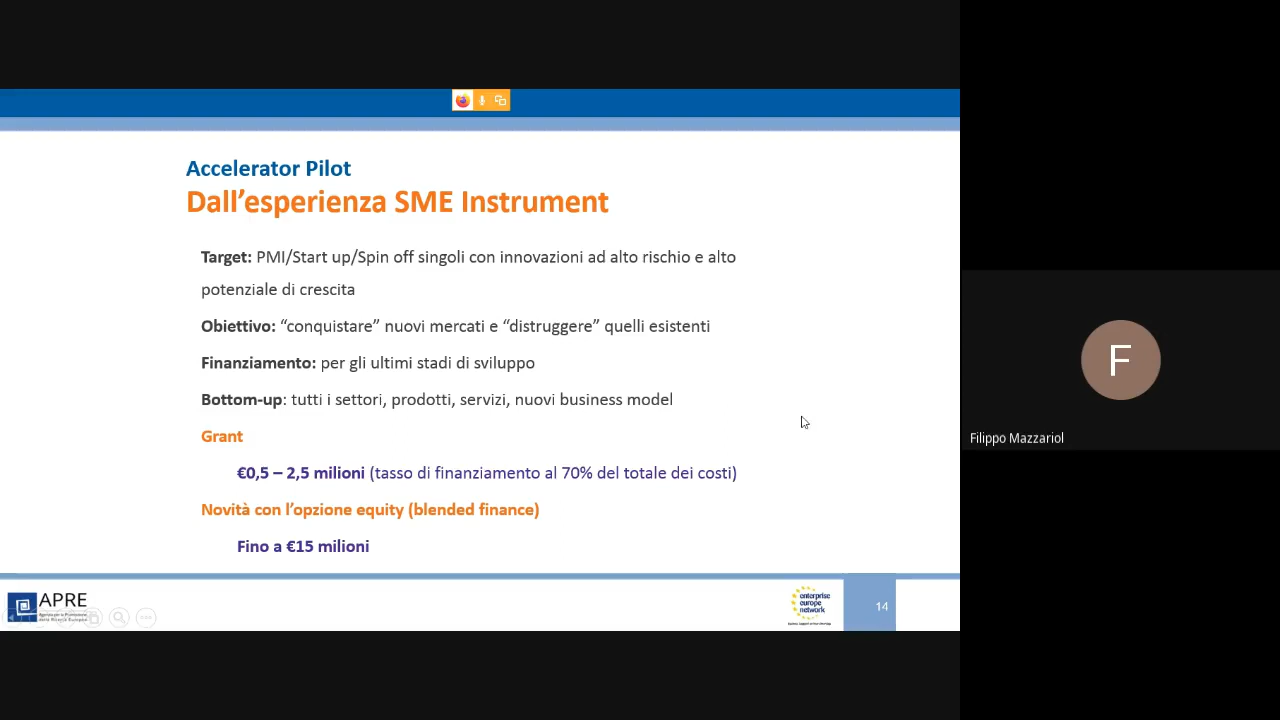 Accelerator Pilot
Dall’esperienza SME Instrument
Target: PMI/Start up/Spin off singoli con innovazioni ad alto rischio e alto
potenziale di crescita
Obiettivo: “conquistare” nuovi mercati e “distruggere” quelli esistenti
Finanziamento: per gli ultimi stadi di sviluppo
Bottom-up: tutti i settori, prodotti, servizi, nuovi business model
Grant
€0,5 – 2,5 milioni (tasso di finanziamento al 70% del totale dei costi)
Novità con l’opzione equity (blended finance)
Fino a €15 milioni
APRE
enterprise
europe
network
14
F
Filippo Mazzariol